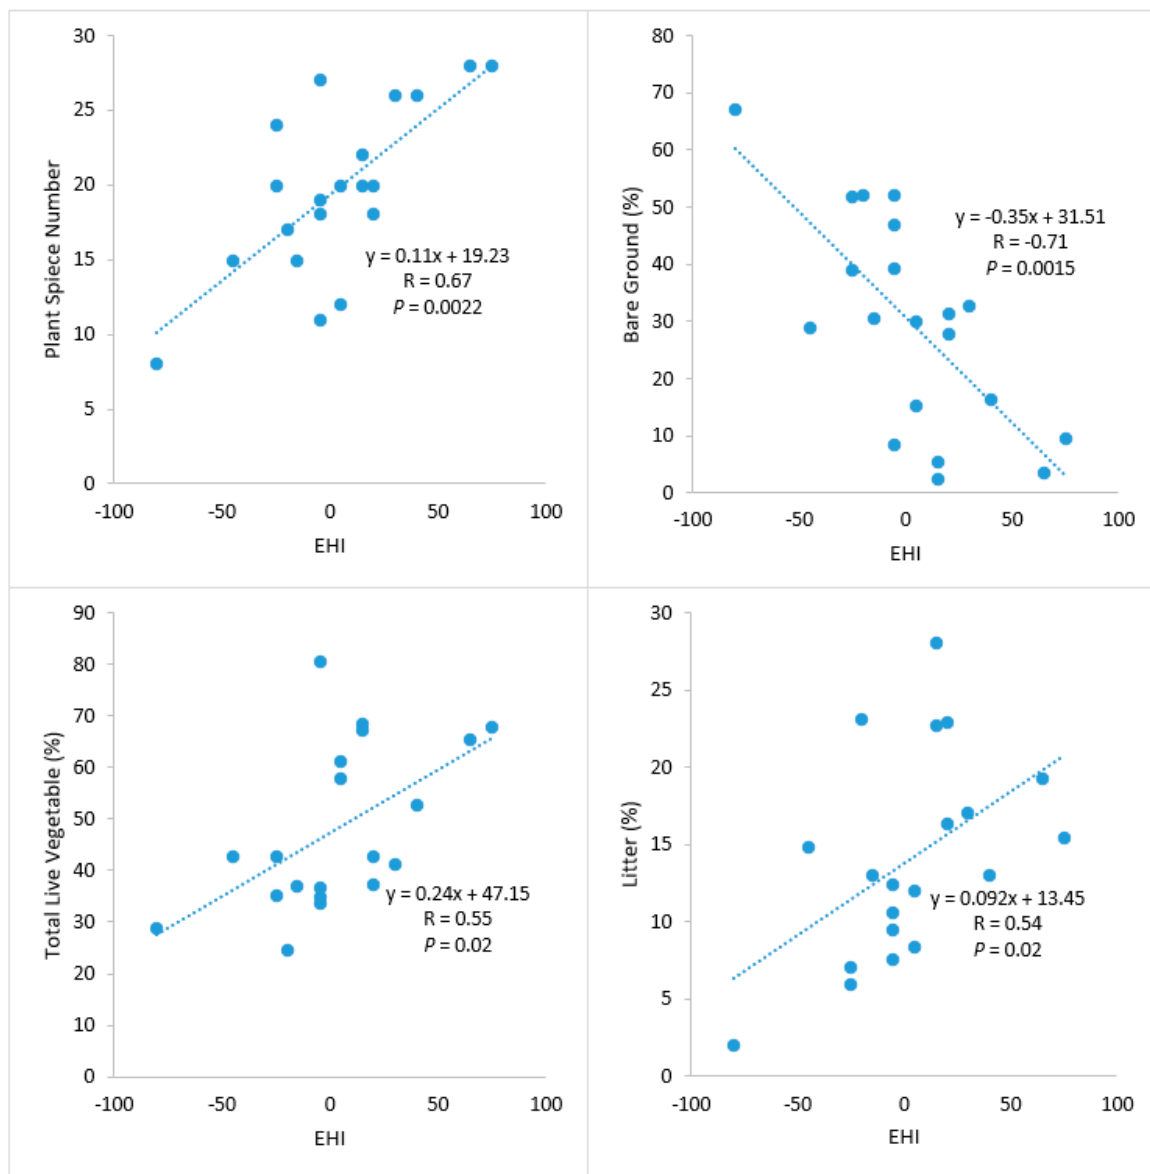 30
25
20
15
10
5
0
Plant Spiece Number
y = 0.11x + 19.23
R = 0.67
P = 0.0022
-100 -50 0 50 100
EHI
80
70
60
50
40
30
20
10
0
Bare Ground (%)
y = -0.35x + 31.51
R = -0.71
P = 0.0015
-100 -50 0 50 100
EHI
90
80
70
60
50
40
30
20
10
0
Total Live Vegetable (%)
y = 0.24x + 47.15
R = 0.55
P = 0.02
-100 -50 0 50 100
EHI
30
25
20
15
10
5
0
Litter (%)
y = 0.092x + 13.45
R = 0.54
P = 0.02
-100 -50 0 50 100
EHI